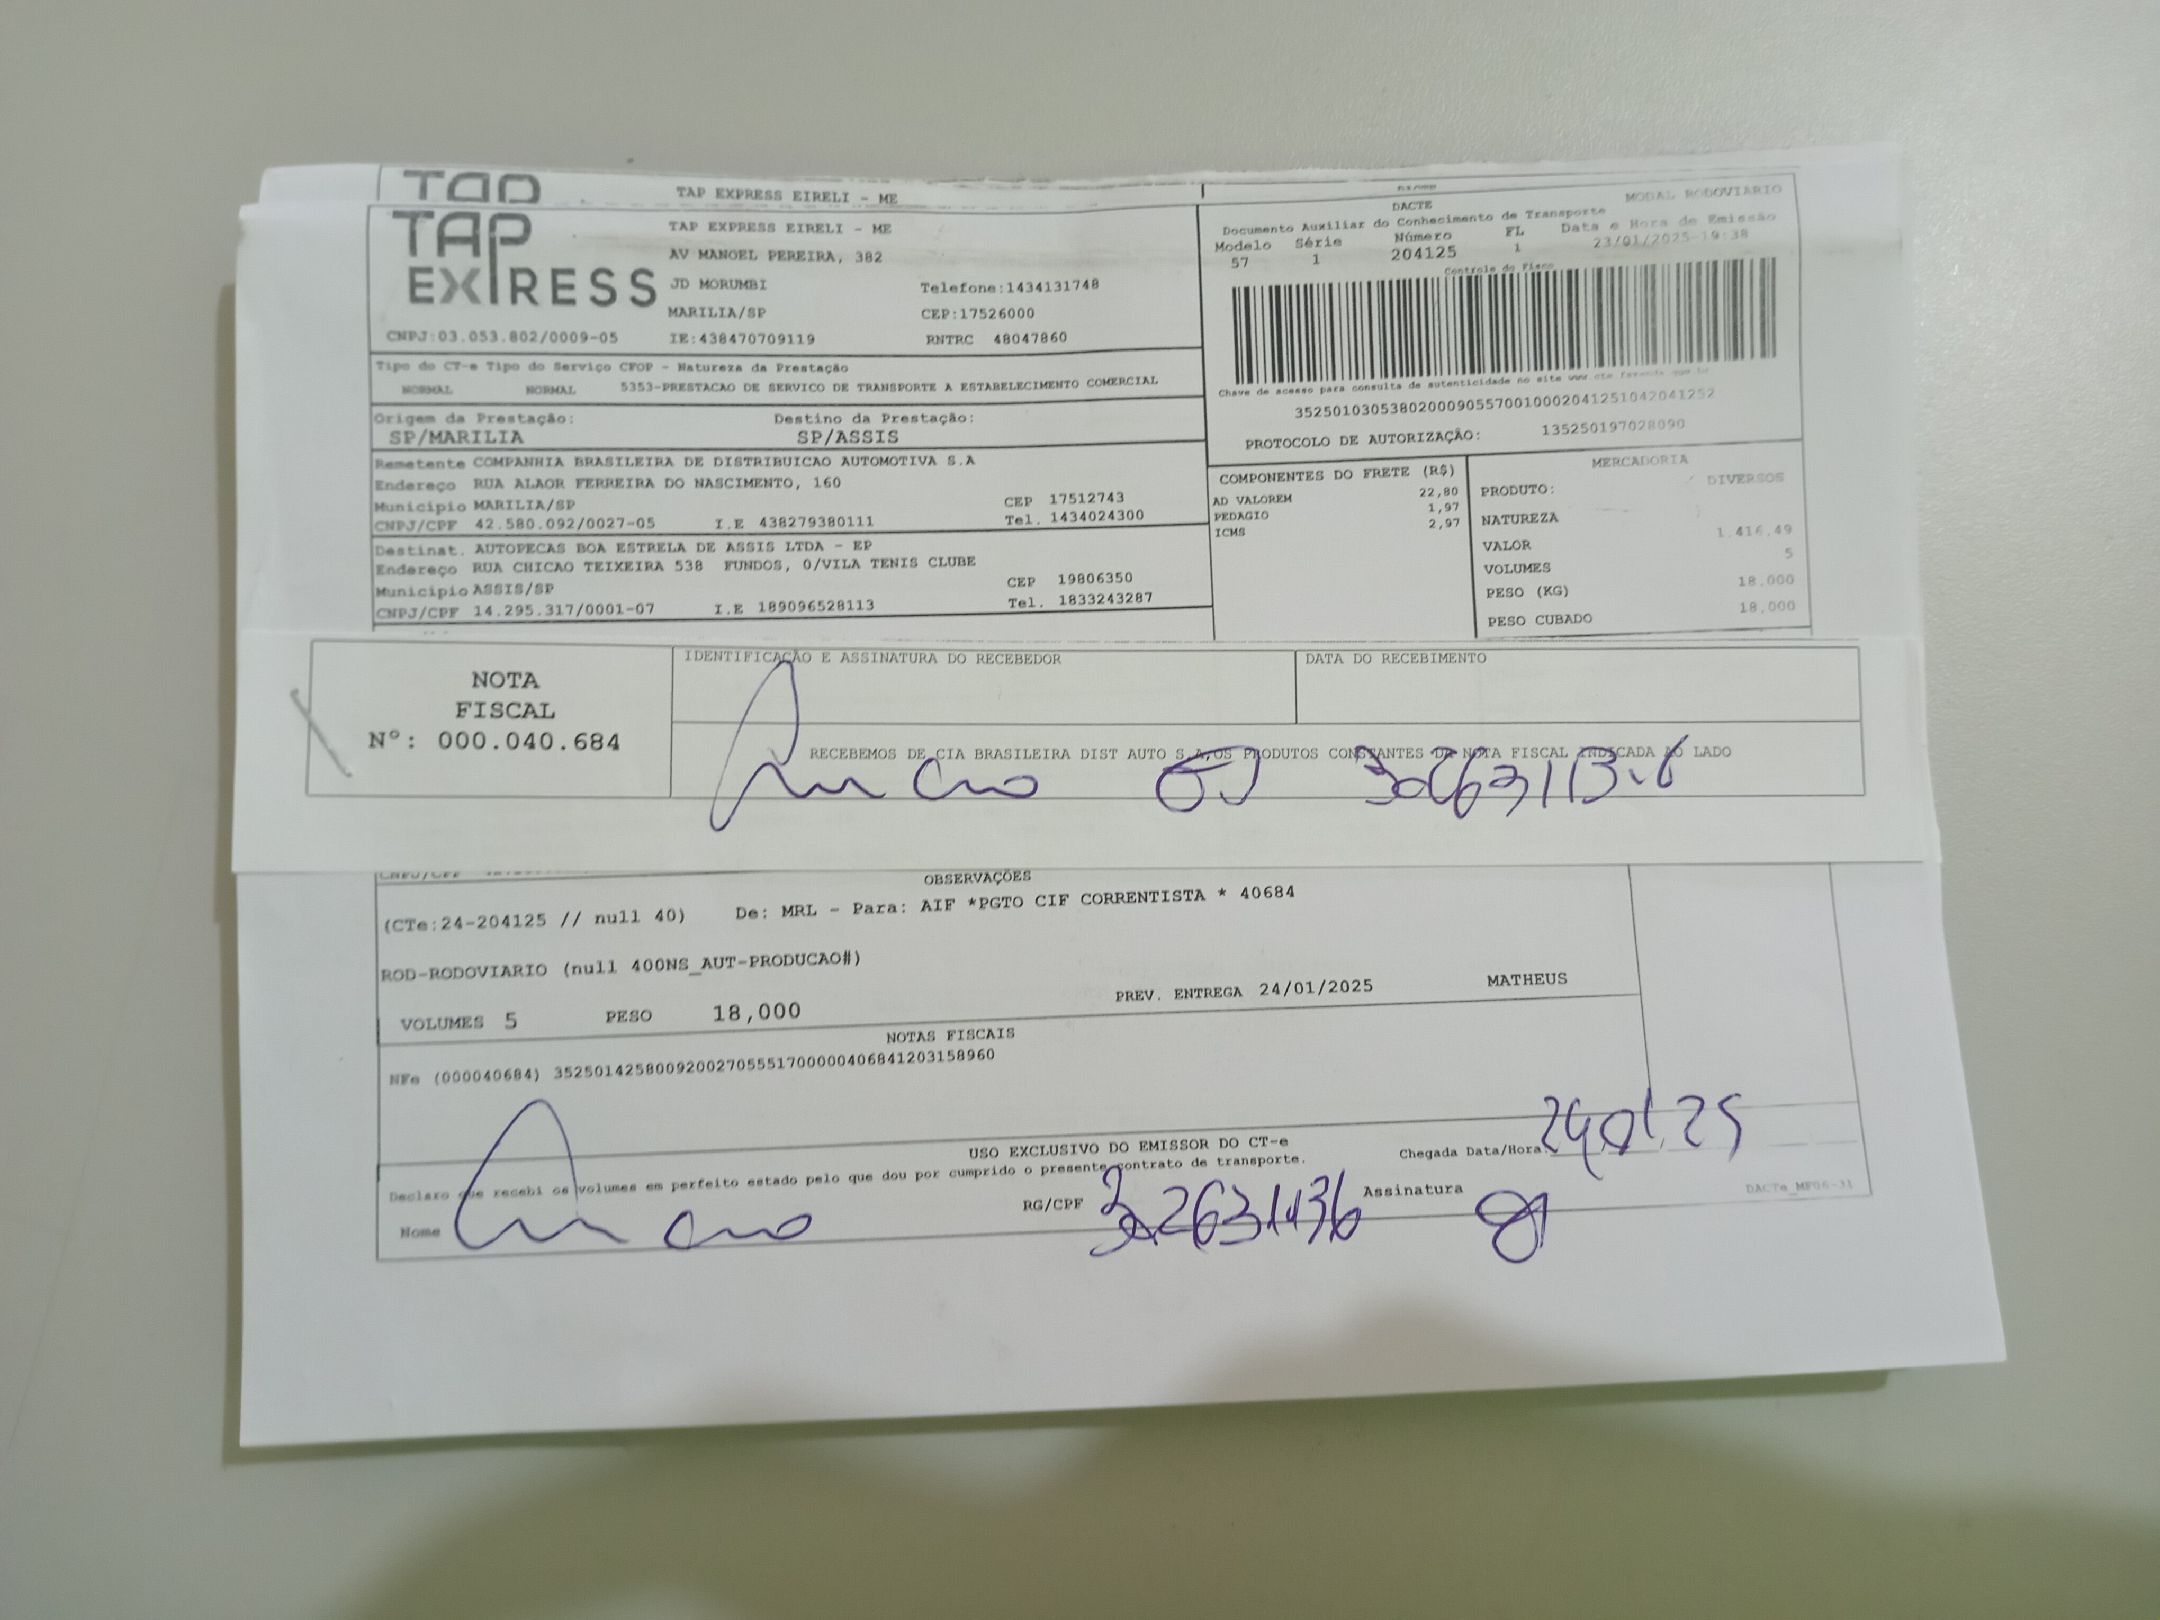 TAP EXPRESS EIRELI - ME
TAP EXPRESS
TAP EXPRESS EIRELI - ME
AV MANOEL PEREIRA, 382
JD MORUMBI Telefone:1434131748
MARILIA/SP CEP:17526000
CNPJ:03.053.802/0009-05 IE:438470709119 RNTRC 48047860
DACTE MODAL RODOVIARIO
Documento Auxiliar do Conhecimento de Transporte
Modelo Série Número FL Data e Hora de Emissão
57 1 204125 1 23/01/2025-19:38
Controle do Fisco
Chave de acesso para consulta de autenticidade no site www.cte.fazenda.gov.br
35250103053802000905570010002041251042041252
PROTOCOLO DE AUTORIZAÇÃO: 135250197028090
Tipo do CT-e Tipo do Serviço CFOP - Natureza da Prestação
NORMAL NORMAL 5353-PRESTACAO DE SERVICO DE TRANSPORTE A ESTABELECIMENTO COMERCIAL
Origem da Prestação: Destino da Prestação:
SP/MARILIA SP/ASSIS
Remetente COMPANHIA BRASILEIRA DE DISTRIBUICAO AUTOMOTIVA S.A
Endereço RUA ALAOR FERREIRA DO NASCIMENTO, 160
Municipio MARILIA/SP CEP 17512743
CNPJ/CPF 42.580.092/0027-05 I.E 438279380111 Tel. 1434024300
Destinat. AUTOPECAS BOA ESTRELA DE ASSIS LTDA - EP
Endereço RUA CHICAO TEIXEIRA 538 FUNDOS, 0/VILA TENIS CLUBE
Municipio ASSIS/SP CEP 19806350
CNPJ/CPF 14.295.317/0001-07 I.E 189096528113 Tel. 1833243287
COMPONENTES DO FRETE (R$)
AD VALOREM 22,80
PEDAGIO 1,97
ICMS 2,97
MERCADORIA
PRODUTO: DIVERSOS
NATUREZA
VALOR 1.416,49
VOLUMES 5
PESO (KG) 18,000
PESO CUBADO 18,000
NOTA
FISCAL
N°: 000.040.684
IDENTIFICAÇÃO E ASSINATURA DO RECEBEDOR DATA DO RECEBIMENTO
RECEBEMOS DE CIA BRASILEIRA DIST AUTO S.A,OS PRODUTOS CONSTANTES DA NOTA FISCAL INDICADA AO LADO
OBSERVAÇÕES
(CTe:24-204125 // null 40) De: MRL - Para: AIF *PGTO CIF CORRENTISTA * 40684
ROD-RODOVIARIO (null 400NS_AUT-PRODUCAO#)
VOLUMES 5 PESO 18,000 PREV. ENTREGA 24/01/2025 MATHEUS
NOTAS FISCAIS
NFe (000040684) 35250142580092002705551700000406841203158960
USO EXCLUSIVO DO EMISSOR DO CT-e
Declaro que recebi os volumes em perfeito estado pelo que dou por cumprido o presente contrato de transporte.
Chegada Data/Hora 24 01 25
Nome RG/CPF Assinatura
DACTe_MF06-31